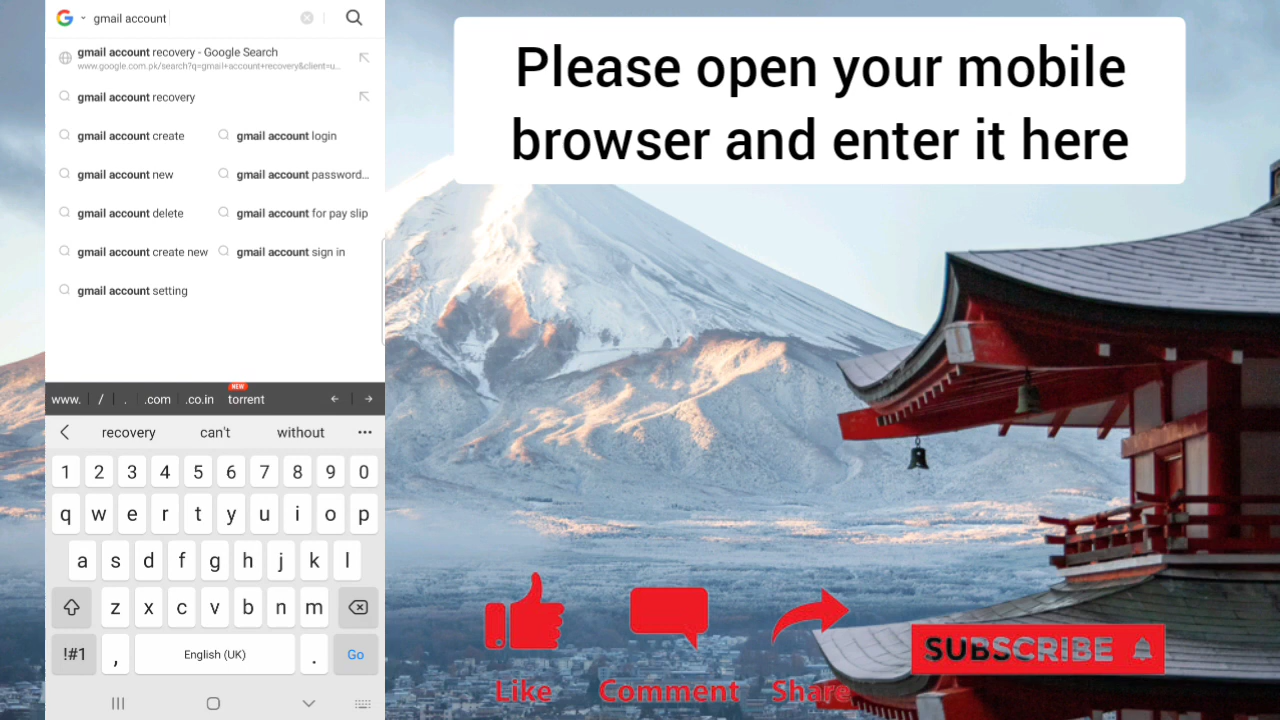 gmail account
gmail account recovery - Google Search
www.google.com.pk/search?q=gmail+account+recovery&client=u...
gmail account recovery
gmail account create
gmail account login
gmail account new
gmail account password...
gmail account delete
gmail account for pay slip
gmail account create new
gmail account sign in
gmail account setting
NEW
www. / . .com .co.in torrent
recovery can't without
1 2 3 4 5 6 7 8 9 0
q w e r t y u i o p
a s d f g h j k l
z x c v b n m
!#1 , English (UK) . Go
Please open your mobile
browser and enter it here
Like Comment Share
SUBSCRIBE